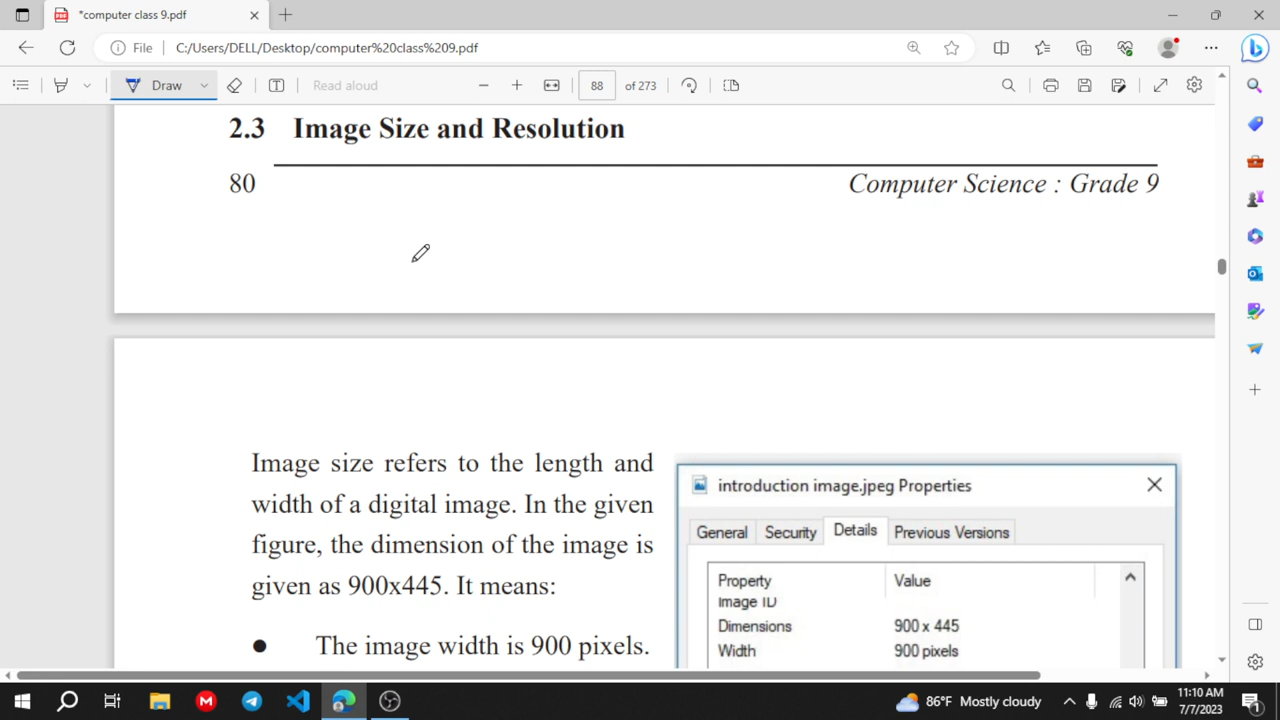 *computer class 9.pdf
File
C:/Users/DELL/Desktop/computer%20class%209.pdf
Draw
Read aloud
88
of 273
2.3 Image Size and Resolution
80
Computer Science : Grade 9
Image size refers to the length and
width of a digital image. In the given
figure, the dimension of the image is
given as 900x445. It means:
● The image width is 900 pixels.
introduction image.jpeg Properties
General Security Details Previous Versions
Property Value
Image ID
Dimensions 900 x 445
Width 900 pixels
86°F Mostly cloudy
11:10 AM
7/7/2023
1